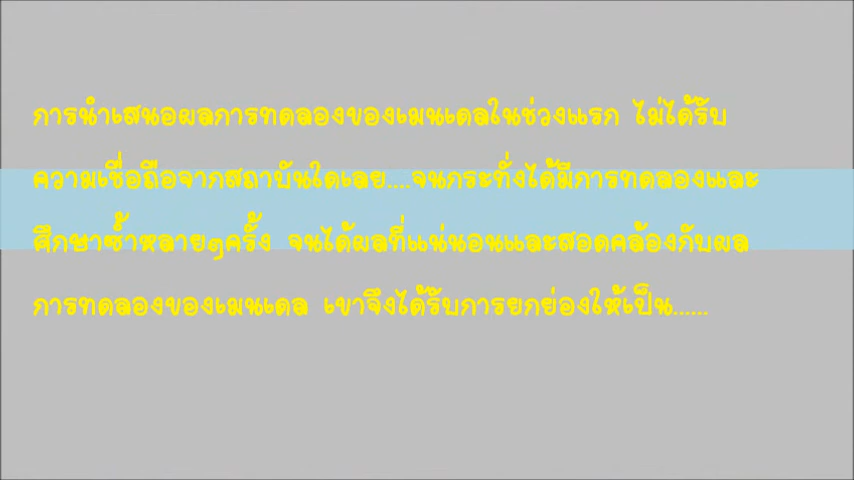 การนำเสนอผลการทดลองของเมนเดลในช่วงแรก ไม่ได้รับ
ความเชื่อถือจากสถาบันใดเลย....จนกระทั่งได้มีการทดลองและ
ศึกษาซ้ำหลายๆครั้ง จนได้ผลที่แน่นอนและสอดคล้องกับผล
การทดลองของเมนเดล เขาจึงได้รับการยกย่องให้เป็น......